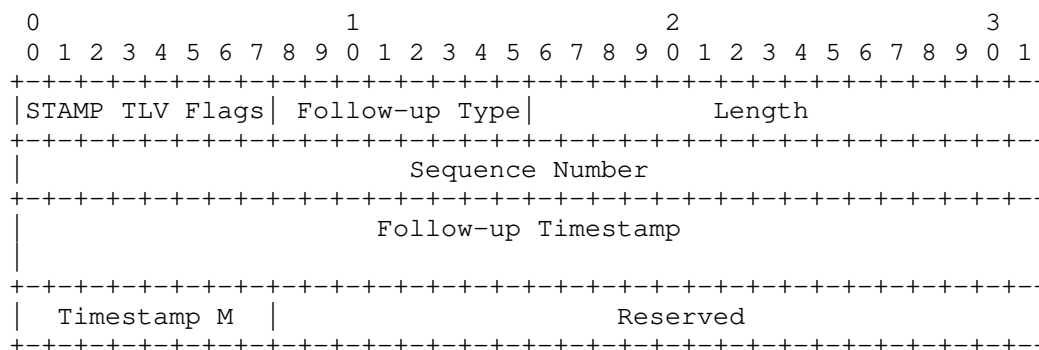 0                   1                   2                   3
0 1 2 3 4 5 6 7 8 9 0 1 2 3 4 5 6 7 8 9 0 1 2 3 4 5 6 7 8 9 0 1
+-+-+-+-+-+-+-+-+-+-+-+-+-+-+-+-+-+-+-+-+-+-+-+-+-+-+-+-+-+-+-+--
|STAMP TLV Flags| Follow-up Type|           Length
+-+-+-+-+-+-+-+-+-+-+-+-+-+-+-+-+-+-+-+-+-+-+-+-+-+-+-+-+-+-+-+--
|                        Sequence Number
+-+-+-+-+-+-+-+-+-+-+-+-+-+-+-+-+-+-+-+-+-+-+-+-+-+-+-+-+-+-+-+--
|                      Follow-up Timestamp
|
+-+-+-+-+-+-+-+-+-+-+-+-+-+-+-+-+-+-+-+-+-+-+-+-+-+-+-+-+-+-+-+--
|  Timestamp M  |                     Reserved
+-+-+-+-+-+-+-+-+-+-+-+-+-+-+-+-+-+-+-+-+-+-+-+-+-+-+-+-+-+-+-+--